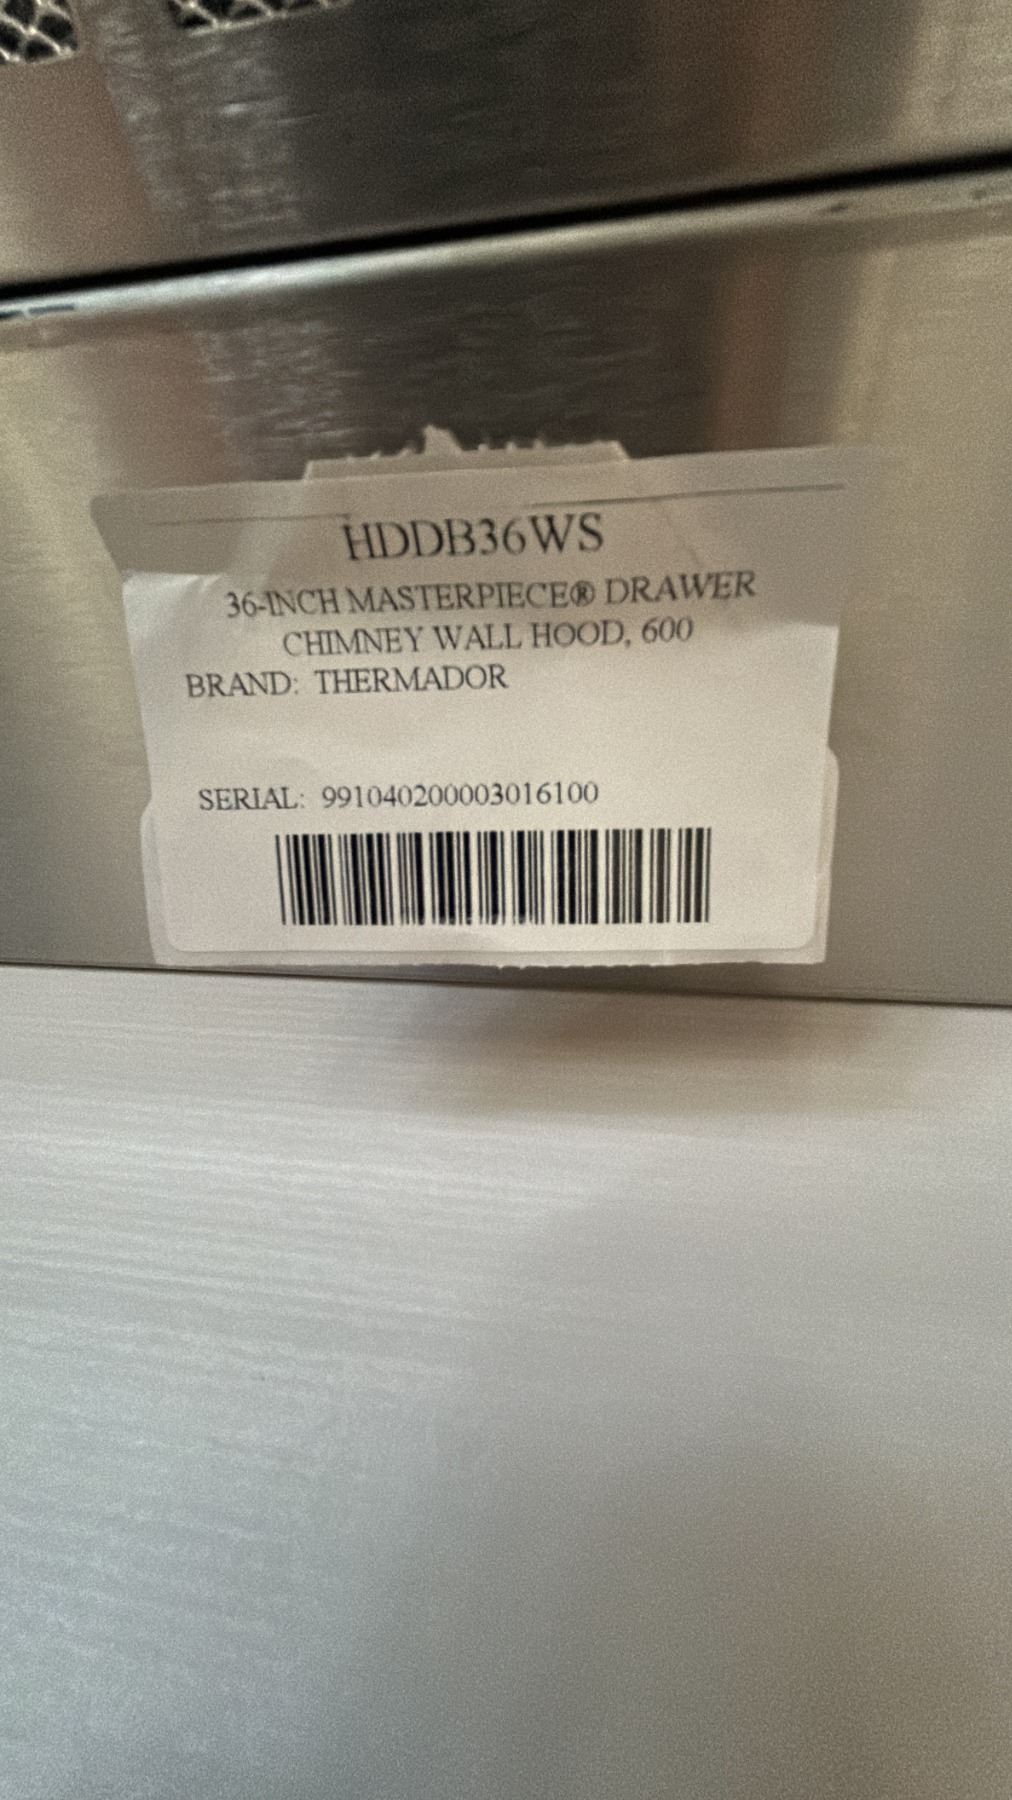 HDDB36WS
36-INCH MASTERPIECE® DRAWER
CHIMNEY WALL HOOD, 600
BRAND: THERMADOR
SERIAL: 991040200003016100